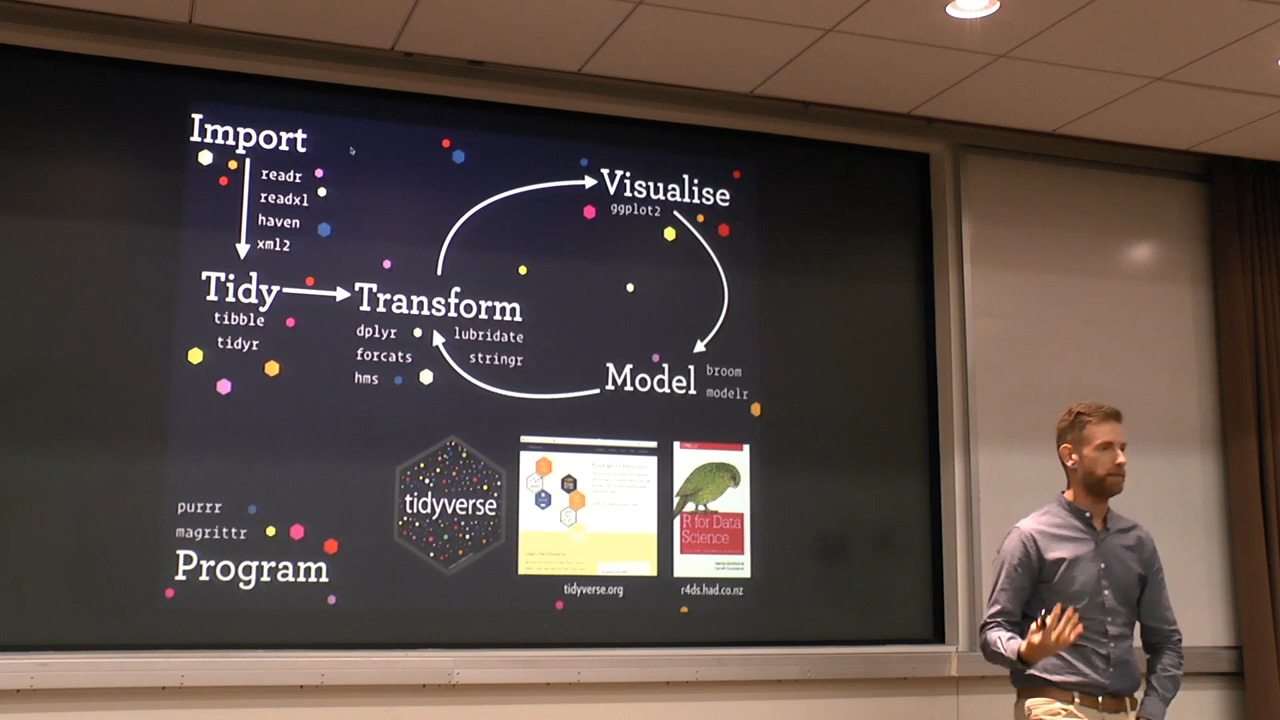 Import
readr
readxl
haven
xml2
Tidy
tibble
tidyr
Transform
dplyr
lubridate
forcats
stringr
hms
Visualise
ggplot2
Model
broom
modelr
purrr
magrittr
Program
tidyverse
tidyverse.org
R for Data
Science
r4ds.had.co.nz